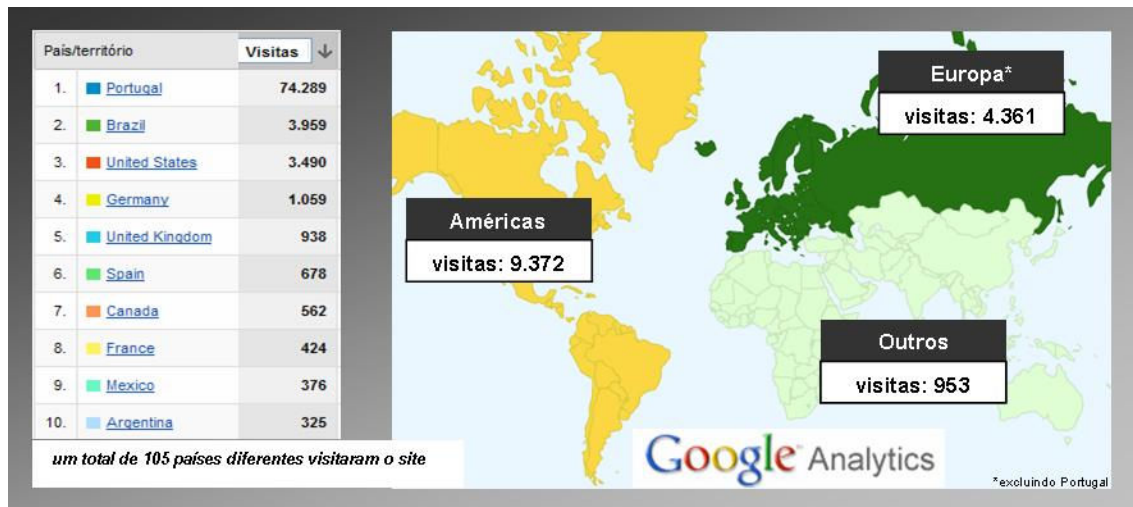 País/território Visitas
1. Portugal 74.289
2. Brazil 3.959
3. United States 3.490
4. Germany 1.059
5. United Kingdom 938
6. Spain 678
7. Canada 562
8. France 424
9. Mexico 376
10. Argentina 325
um total de 105 países diferentes visitaram o site
Europa*
visitas: 4.361
Américas
visitas: 9.372
Outros
visitas: 953
Google Analytics
*excluindo Portugal